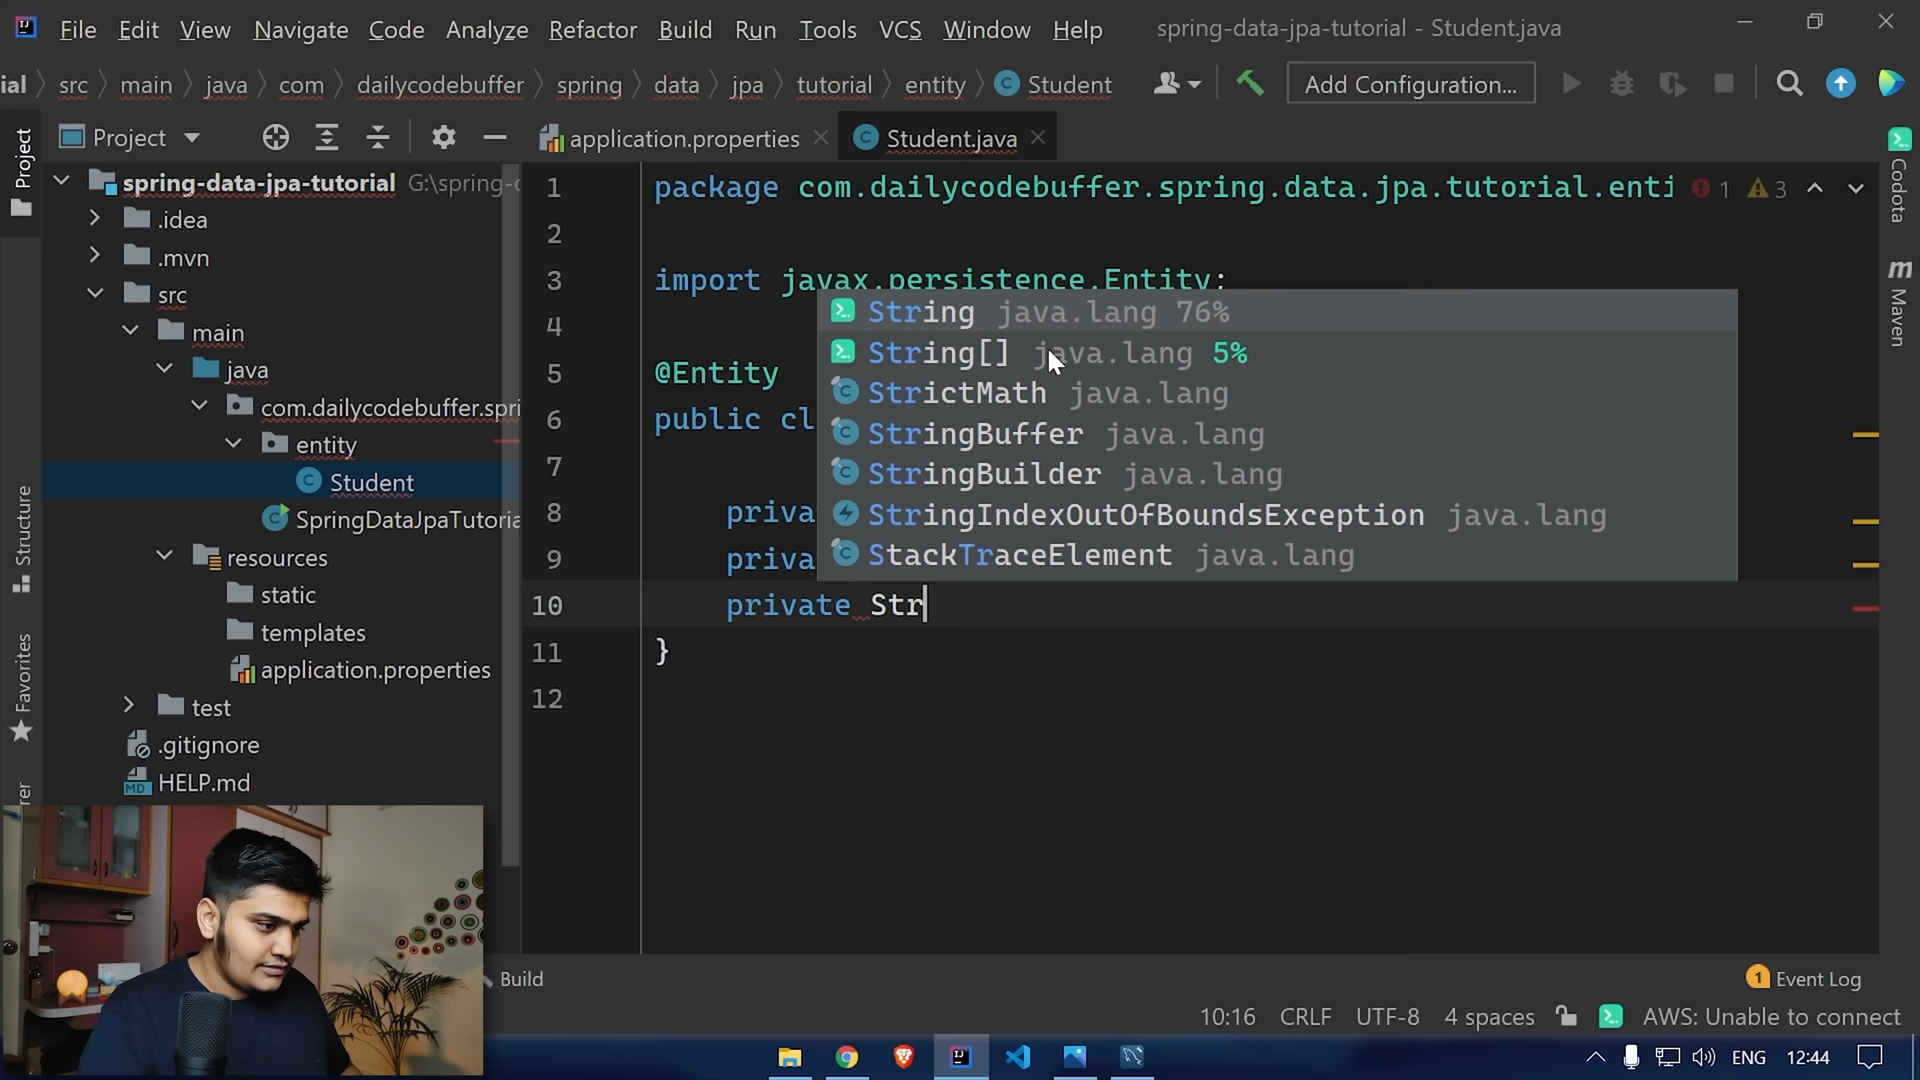 File Edit View Navigate Code Analyze Refactor Build Run Tools VCS Window Help spring-data-jpa-tutorial - Student.java
ial src main java com dailycodebuffer spring data jpa tutorial entity Student Add Configuration...
Project
application.properties
Student.java
spring-data-jpa-tutorial G:\spring-c
.idea
.mvn
src
main
java
com.dailycodebuffer.spri
entity
Student
SpringDataJpaTutoria
resources
static
templates
application.properties
test
.gitignore
HELP.md
Project
Structure
Favorites
rer
1 package com.dailycodebuffer.spring.data.jpa.tutorial.enti
1 3
2
3 import javax.persistence.Entity;
4
5 @Entity
6 public cl
7
8 priva
9 priva
10 private Str
11 }
12
String java.lang 76%
String[] java.lang 5%
StrictMath java.lang
StringBuffer java.lang
StringBuilder java.lang
StringIndexOutOfBoundsException java.lang
StackTraceElement java.lang
Codota
m Maven
Build
1 Event Log
10:16 CRLF UTF-8 4 spaces AWS: Unable to connect
ENG 12:44